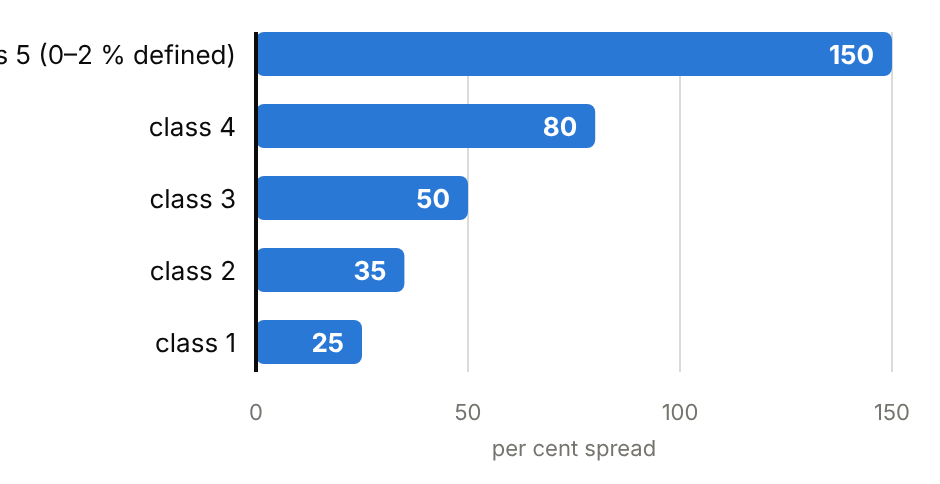 s 5 (0–2 % defined) 150
class 4 80
class 3 50
class 2 35
class 1 25
0 50 100 150
per cent spread